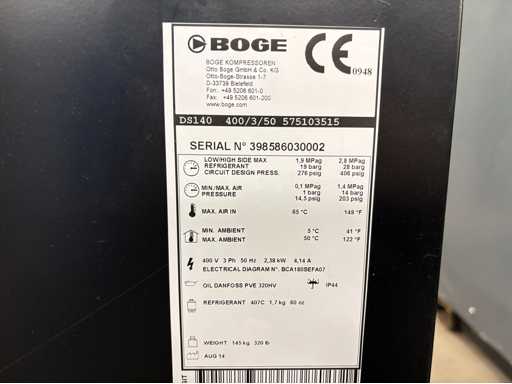 BOGE
CE 0948
BOGE KOMPRESSOREN
Otto Boge GmbH & Co. K/G
Otto-Boge-Strasse 1-7
D-33739 Bielefeld
Fon: +49 5206 601-0
Fax: +49 5206 601-200
www.boge.com
DS140 400/3/50 575103515
SERIAL N° 398586030002
LOW/HIGH SIDE MAX 1,9 MPag 2,8 MPag
REFRIGERANT 19 barg 28 barg
CIRCUIT DESIGN PRESS. 276 psig 406 psig
MIN./MAX. AIR 0,1 MPag 1,4 MPag
PRESSURE 1 barg 14 barg
14,5 psig 203 psig
MAX. AIR IN 65 °C 149 °F
MIN. AMBIENT 5 °C 41 °F
MAX. AMBIENT 50 °C 122 °F
400 V 3 Ph 50 Hz 2,38 kW 4,14 A
ELECTRICAL DIAGRAM N°. BCA180SEFA07
OIL DANFOSS PVE 320HV IP44
REFRIGERANT 407C 1,7 kg 60 oz
WEIGHT 145 kg 320 lb
AUG 14